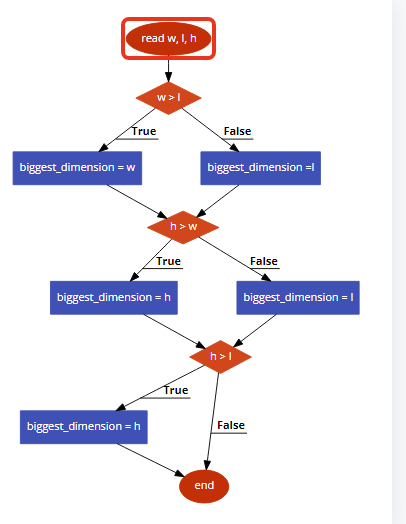 read w, l, h
w > l
True
False
biggest_dimension = w
biggest_dimension =l
h > w
True
False
biggest_dimension = h
biggest_dimension = l
h > l
True
biggest_dimension = h
False
end